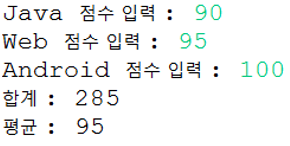 Java 점수 입력 : 90
Web 점수 입력 : 95
Android 점수 입력 : 100
합계 : 285
평균 : 95